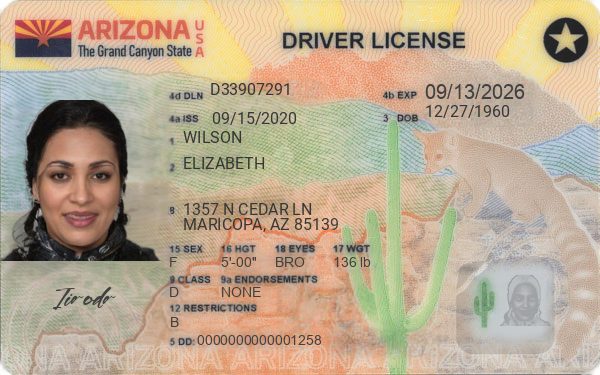 ARIZONA USA
The Grand Canyon State
DRIVER LICENSE
4d DLN D33907291
4b EXP 09/13/2026
4a ISS 09/15/2020
3 DOB 12/27/1960
1 WILSON
2 ELIZABETH
8 1357 N CEDAR LN
MARICOPA, AZ 85139
15 SEX 16 HGT 18 EYES 17 WGT
F 5'-00" BRO 136 lb
9 CLASS 9a ENDORSEMENTS
D NONE
12 RESTRICTIONS
B
5 DD: 0000000000001258
ARIZONA ARIZONA ARIZONA ARIZONA